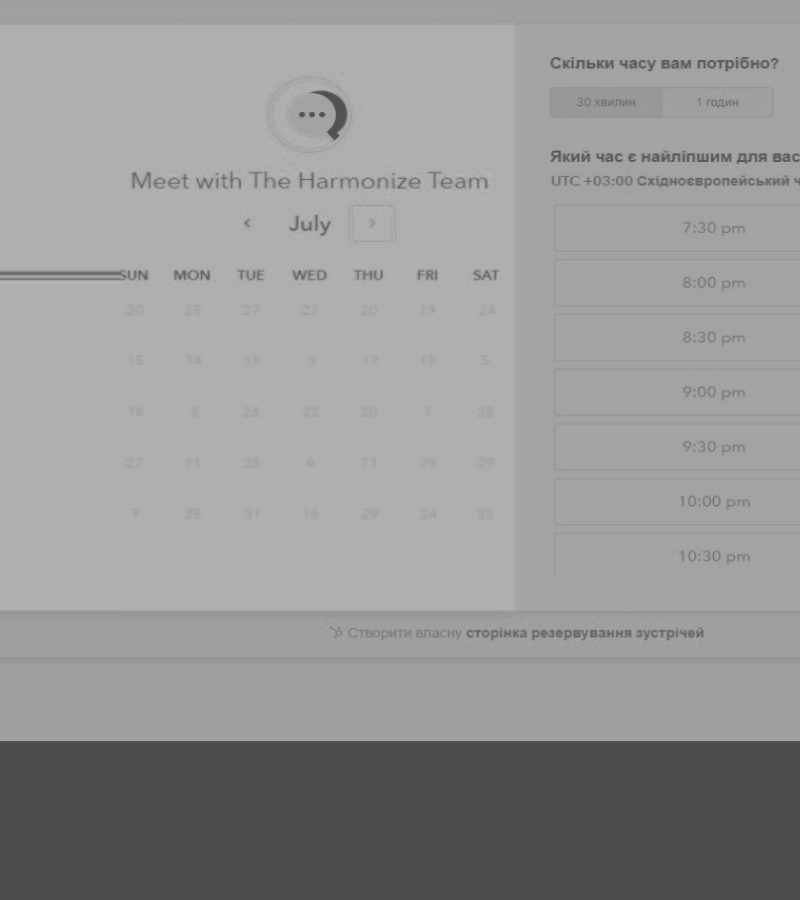 Meet with The Harmonize Team
July
SUN MON TUE WED THU FRI SAT
20 25 27 27 20 19 24
15 14 15 3 17 15 5
16 3 26 22 20 1 25
27 11 28 6 13 29 29
9 25 31 18 29 24 25
Скільки часу вам потрібно?
30 хвилин 1 годин
Який час є найліпшим для вас
UTC +03:00 Східноєвропейський ч
7:30 pm
8:00 pm
8:30 pm
9:00 pm
9:30 pm
10:00 pm
10:30 pm
Створити власну сторінка резервування зустрічей